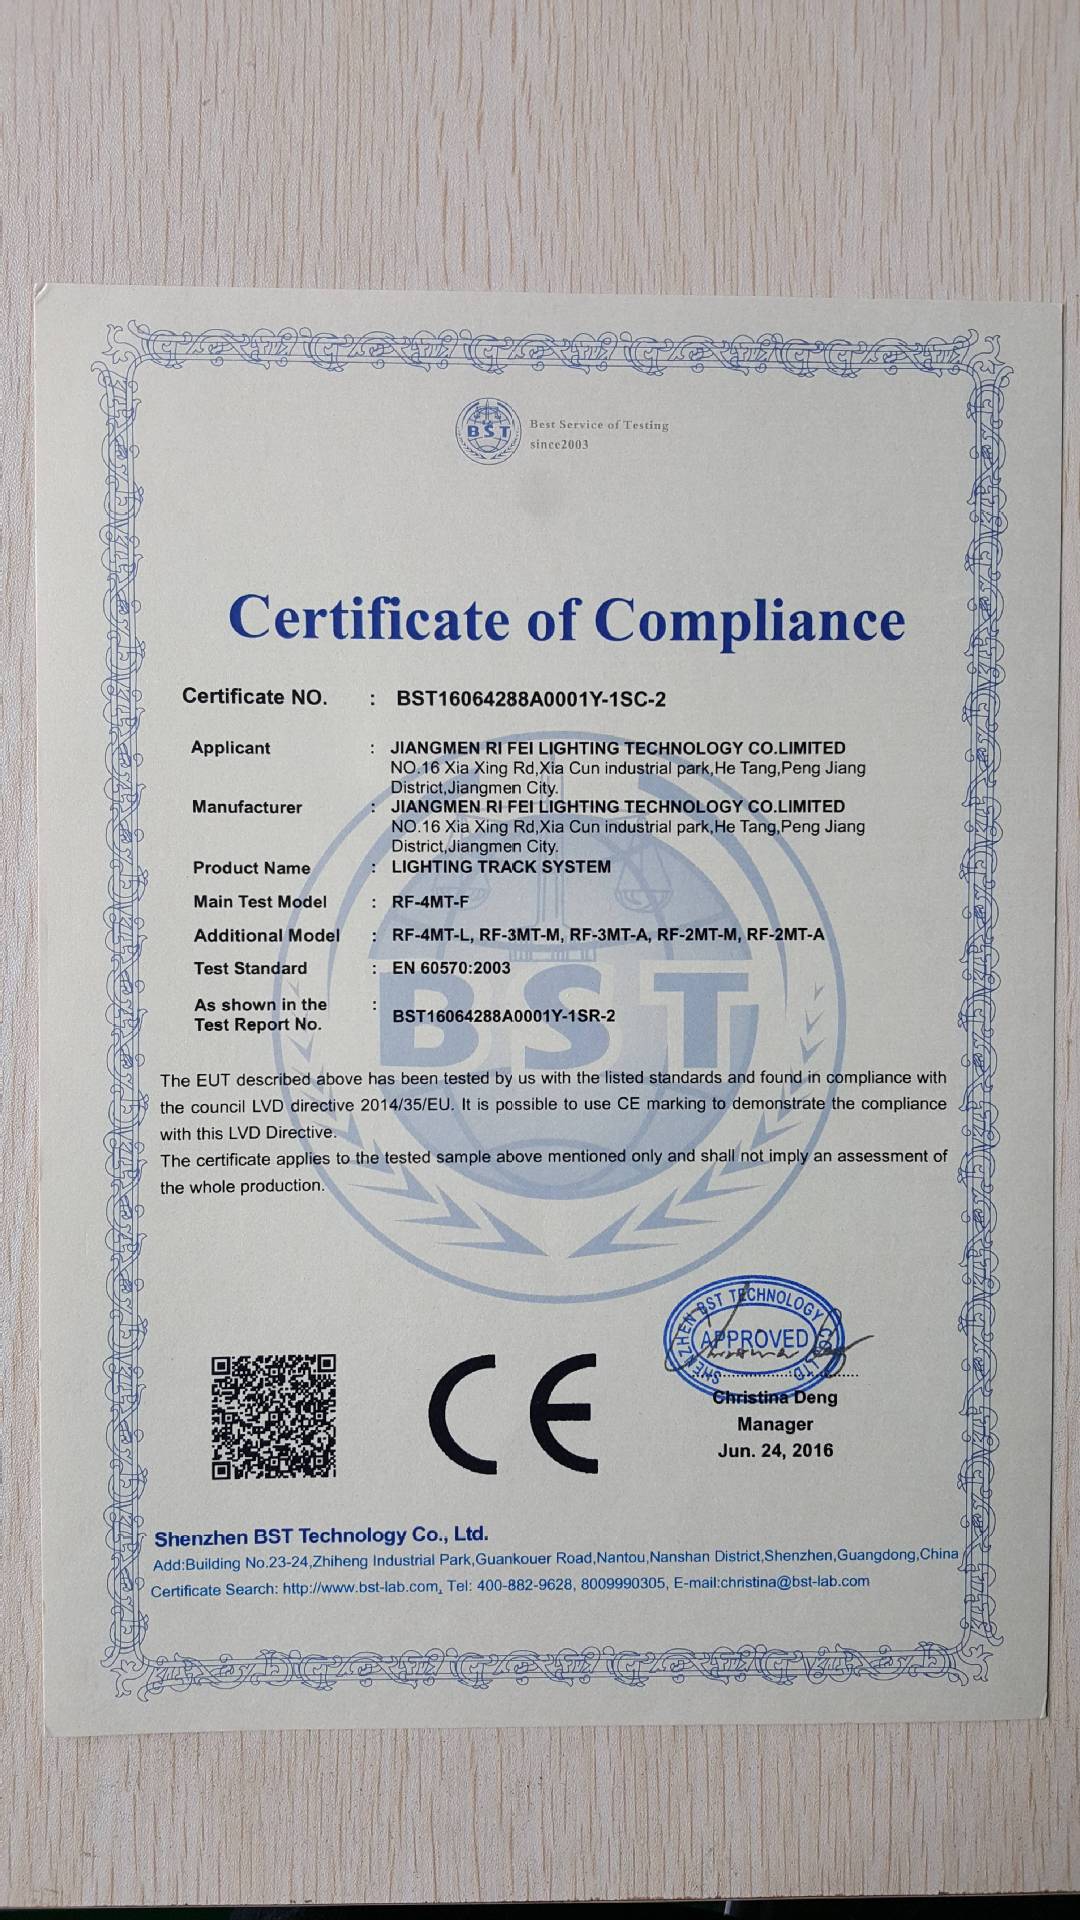 BST
Best Service of Testing
since2003
Certificate of Compliance
Certificate NO. : BST16064288A0001Y-1SC-2
Applicant : JIANGMEN RI FEI LIGHTING TECHNOLOGY CO.LIMITED
NO.16 Xia Xing Rd,Xia Cun industrial park,He Tang,Peng Jiang
District,Jiangmen City.
Manufacturer : JIANGMEN RI FEI LIGHTING TECHNOLOGY CO.LIMITED
NO.16 Xia Xing Rd,Xia Cun industrial park,He Tang,Peng Jiang
District,Jiangmen City.
Product Name : LIGHTING TRACK SYSTEM
Main Test Model : RF-4MT-F
Additional Model : RF-4MT-L, RF-3MT-M, RF-3MT-A, RF-2MT-M, RF-2MT-A
Test Standard : EN 60570:2003
As shown in the :
Test Report No. BST16064288A0001Y-1SR-2
BST
The EUT described above has been tested by us with the listed standards and found in compliance with
the council LVD directive 2014/35/EU. It is possible to use CE marking to demonstrate the compliance
with this LVD Directive.
The certificate applies to the tested sample above mentioned only and shall not imply an assessment of
the whole production.
SHENZHEN BST TECHNOLOGY CO., LTD.
APPROVED
CE
Christina Deng
Manager
Jun. 24, 2016
Shenzhen BST Technology Co., Ltd.
Add:Building No.23-24,Zhiheng Industrial Park,Guankouer Road,Nantou,Nanshan District,Shenzhen,Guangdong,China
Certificate Search: http://www.bst-lab.com, Tel: 400-882-9628, 8009990305, E-mail:christina@bst-lab.com